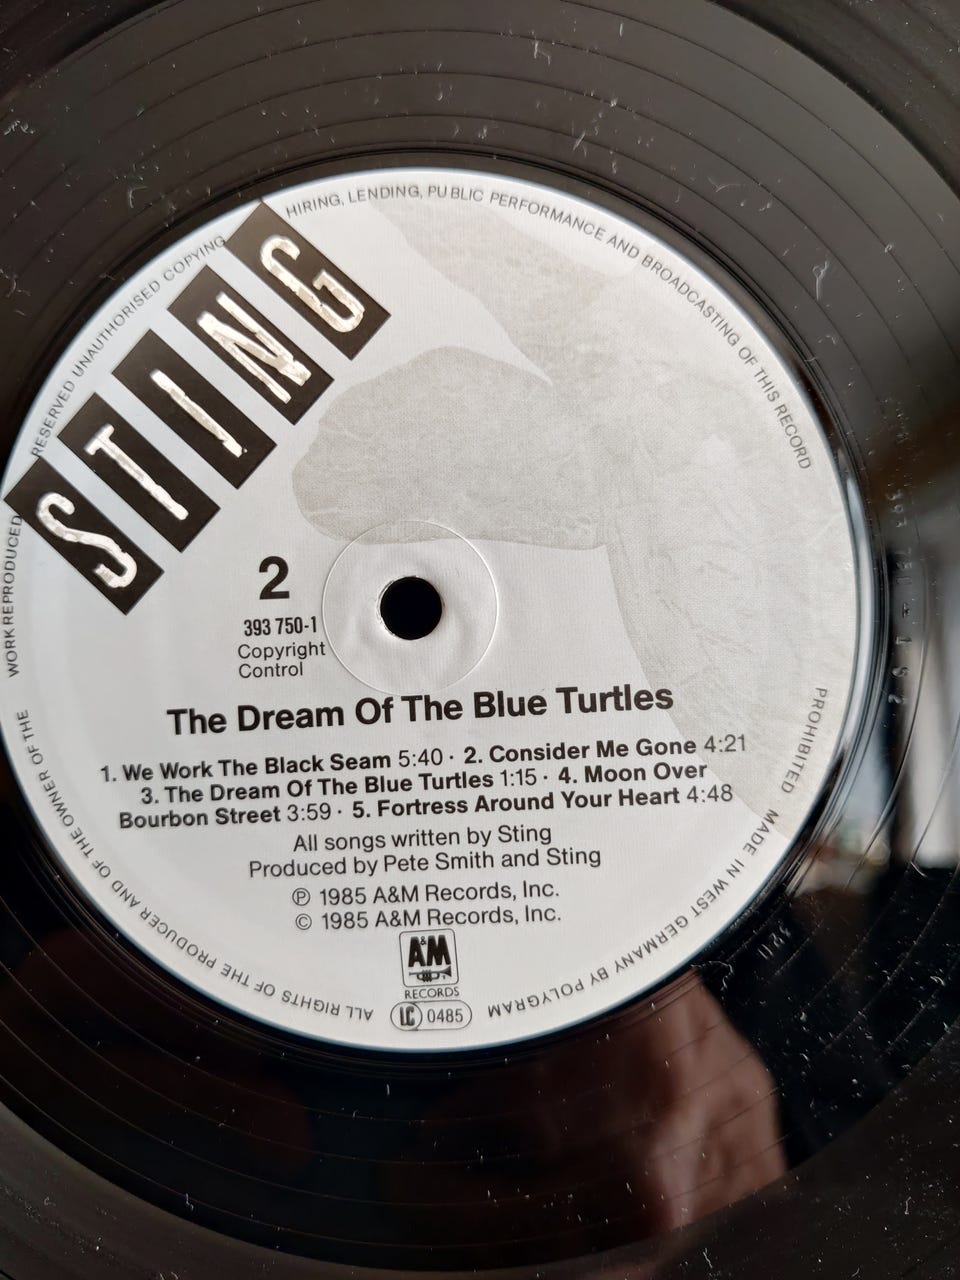 STING
2
393 750-1
Copyright
Control
The Dream Of The Blue Turtles
1. We Work The Black Seam 5:40 · 2. Consider Me Gone 4:21
3. The Dream Of The Blue Turtles 1:15 · 4. Moon Over
Bourbon Street 3:59 · 5. Fortress Around Your Heart 4:48
All songs written by Sting
Produced by Pete Smith and Sting
℗ 1985 A&M Records, Inc.
© 1985 A&M Records, Inc.
A&M
RECORDS
LC 0485
ALL RIGHTS OF THE PRODUCER AND OF THE OWNER OF THE WORK REPRODUCED RESERVED UNAUTHORISED COPYING HIRING, LENDING, PUBLIC PERFORMANCE AND BROADCASTING OF THIS RECORD PROHIBITED MADE IN WEST GERMANY BY POLYGRAM